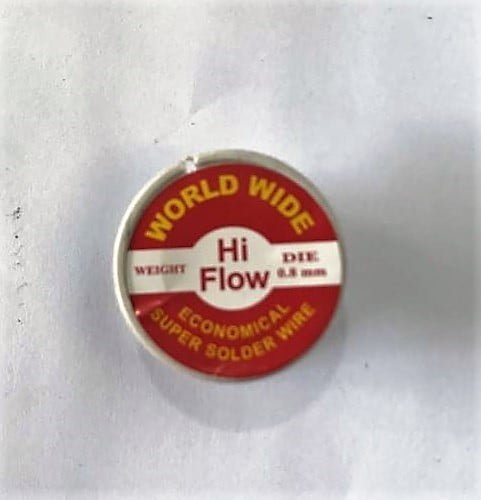 WORLD WIDE
Hi
Flow
WEIGHT
DIE
0.8 mm
ECONOMICAL
SUPER SOLDER WIRE